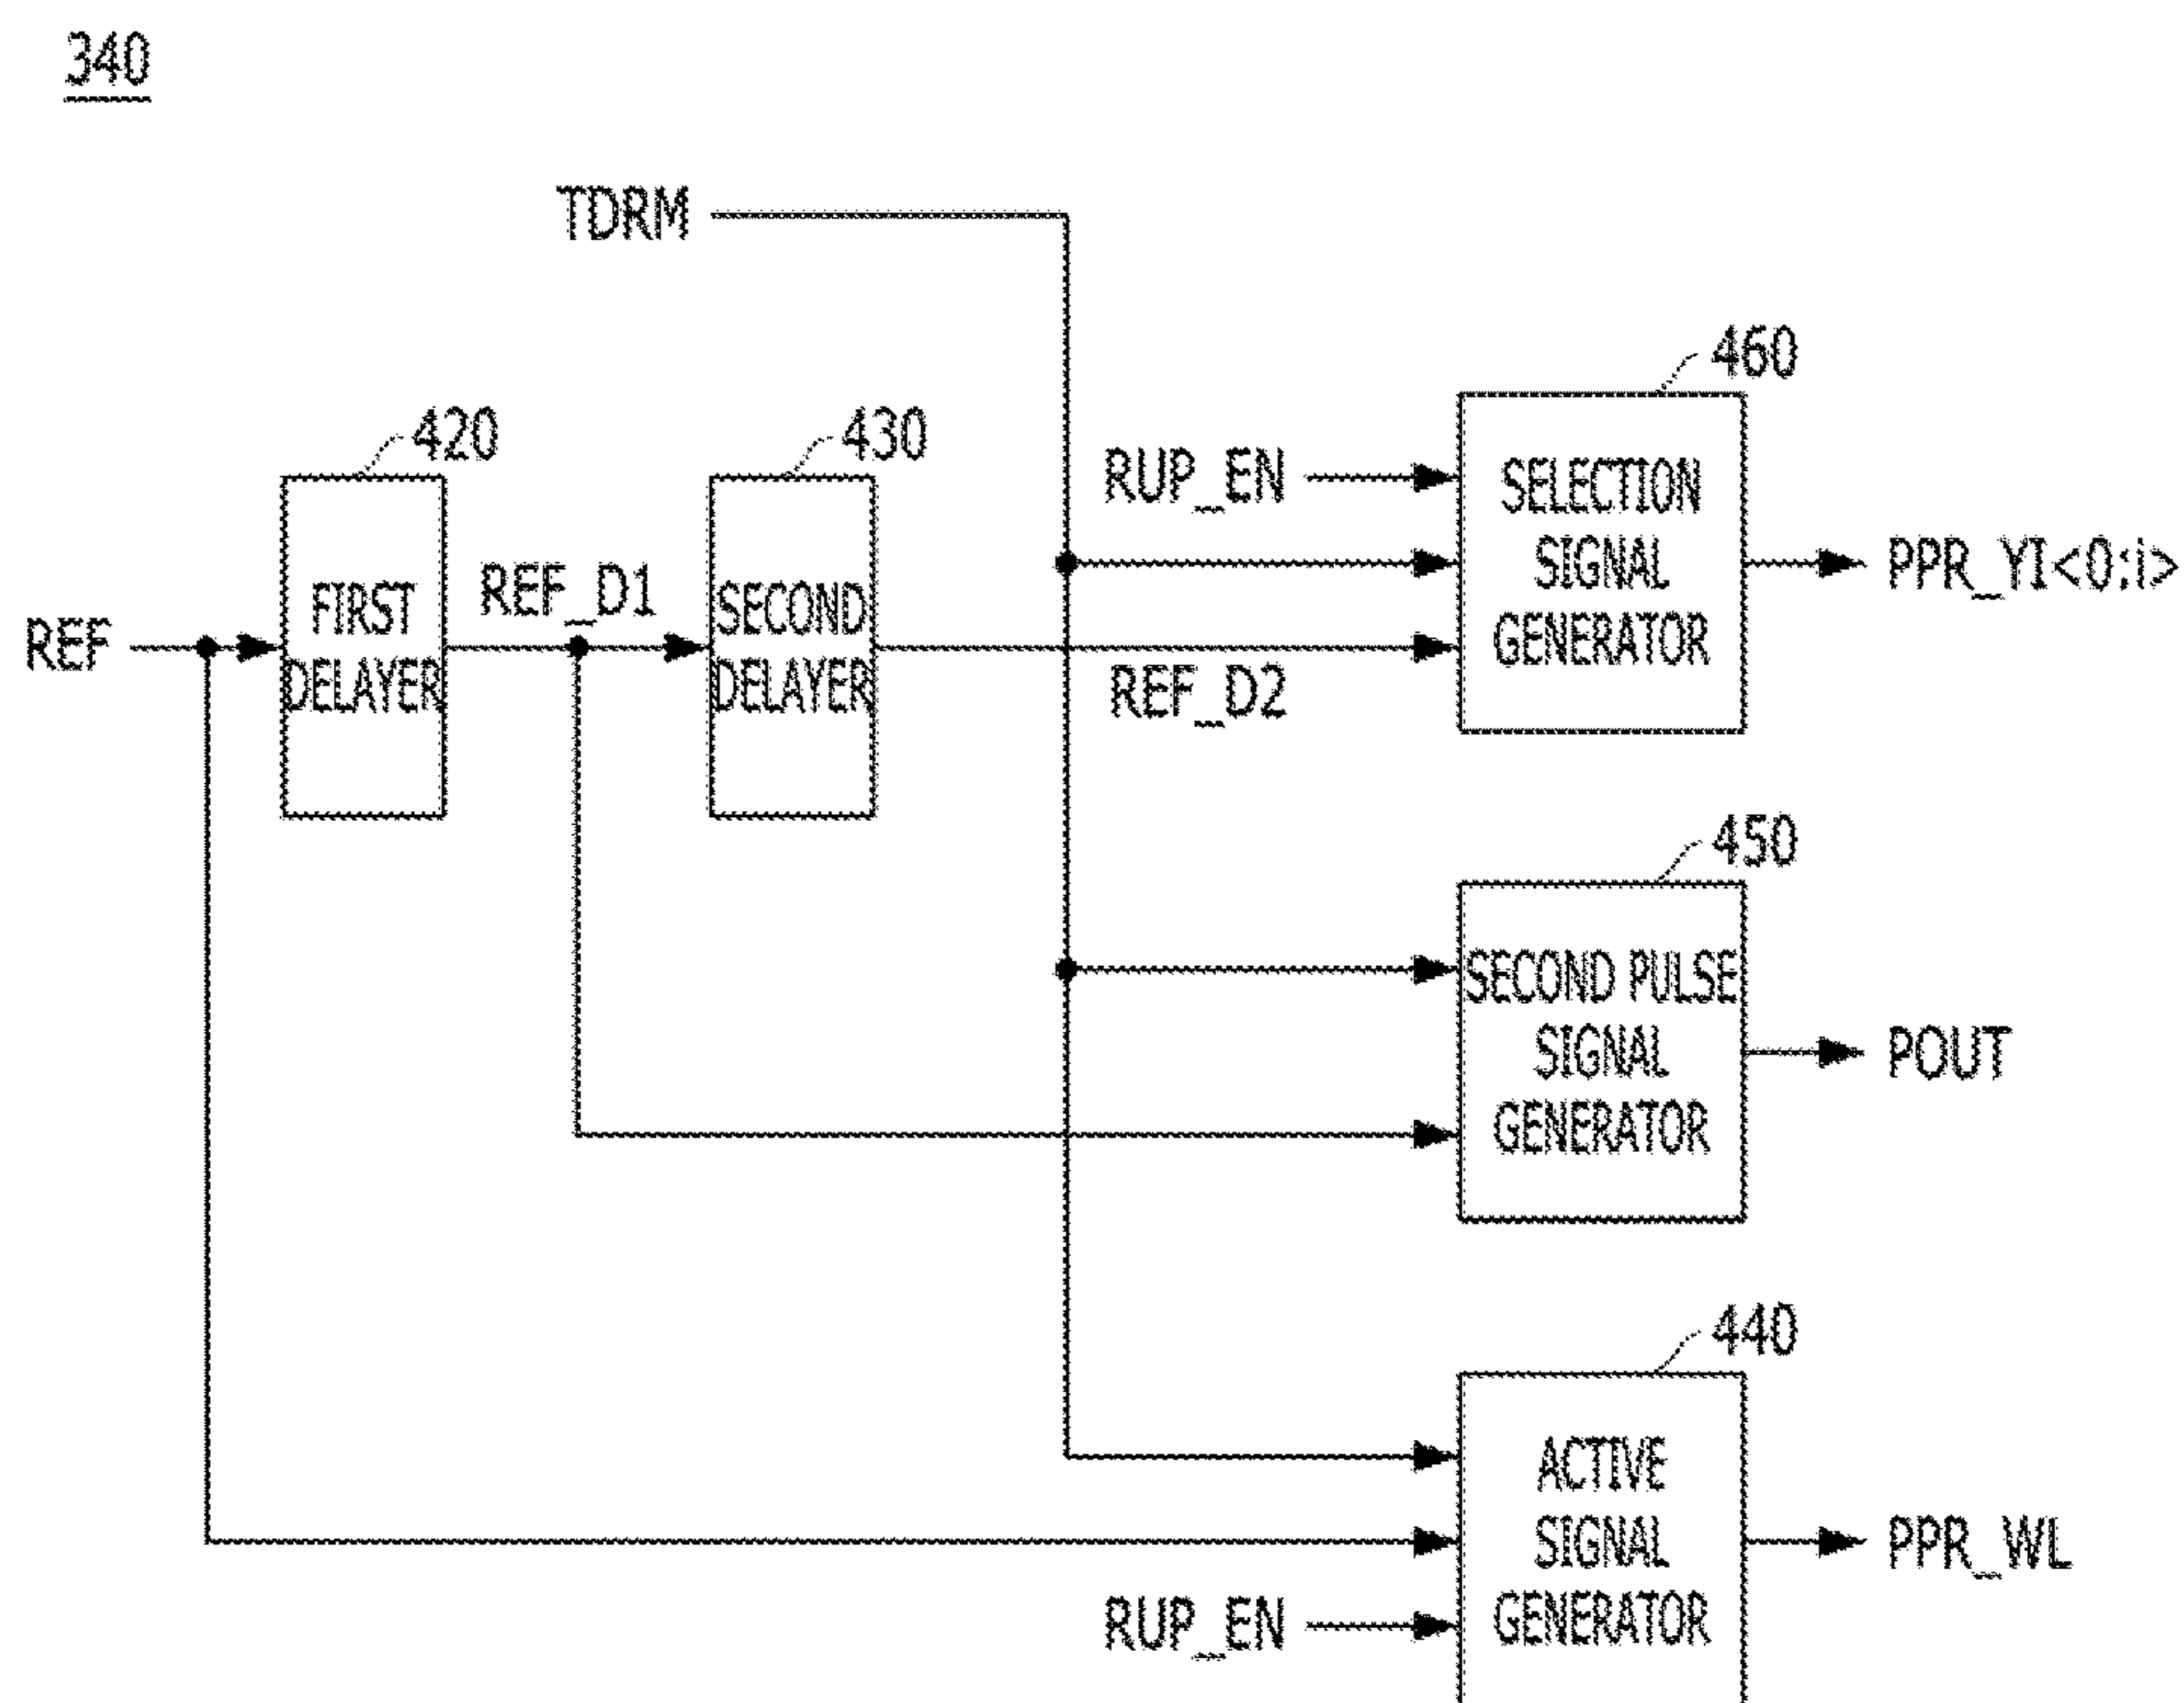 340
TDRM
460
420
430
RUP_EN
SELECTION
SIGNAL
GENERATOR
PPR_YI<0:i>
REF
FIRST
DELAYER
REF_D1
SECOND
DELAYER
REF_D2
450
SECOND PULSE
SIGNAL
GENERATOR
POUT
440
ACTIVE
SIGNAL
GENERATOR
PPR_WL
RUP_EN